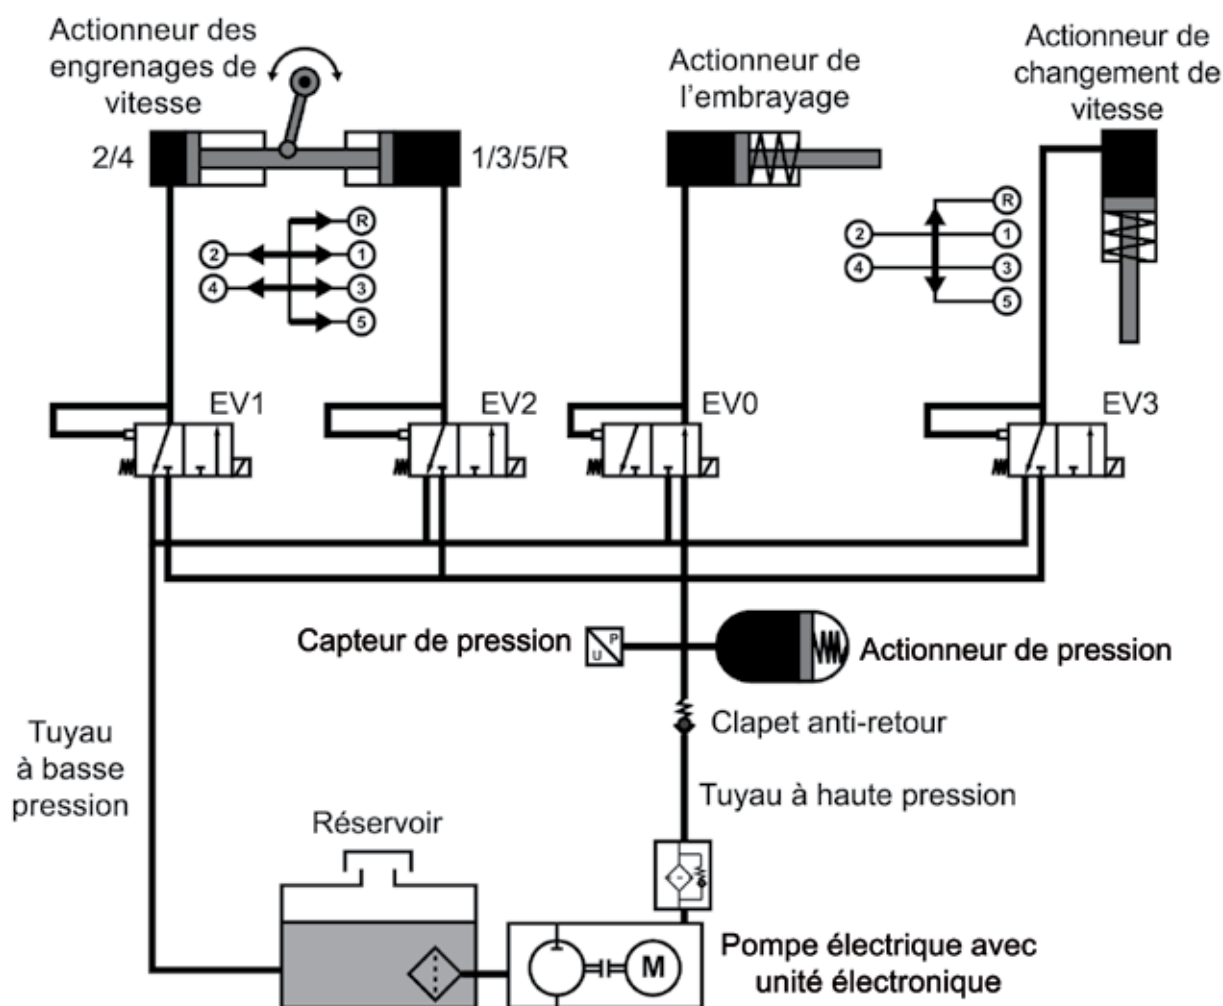 Actionneur des
engrenages de
vitesse
2/4
1/3/5/R
Actionneur de
l'embrayage
Actionneur de
changement de
vitesse
R
2
1
4
3
5
R
2
1
4
3
5
EV1
EV2
EV0
EV3
Capteur de pression
P
U
Actionneur de pression
Clapet anti-retour
Tuyau
à basse
pression
Tuyau à haute pression
Réservoir
M
Pompe électrique avec
unité électronique